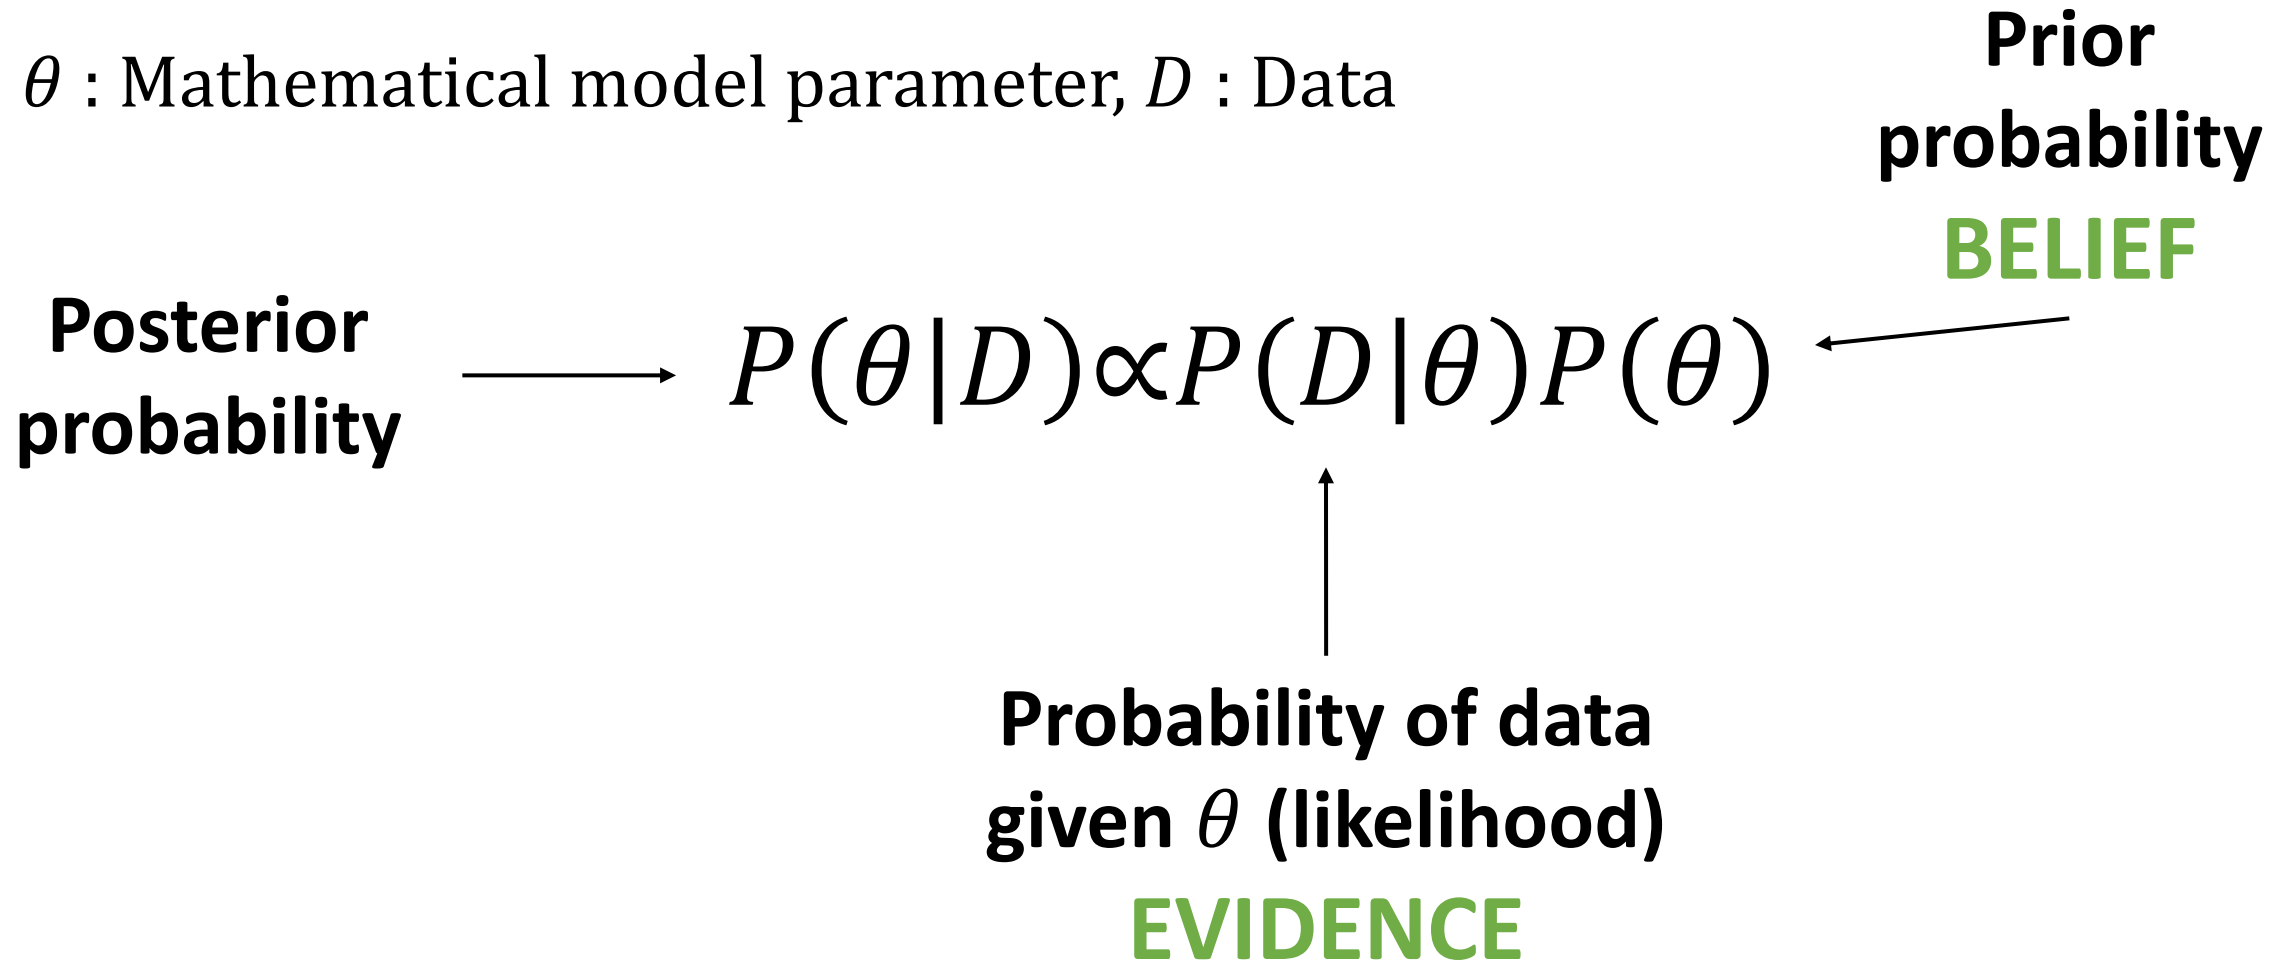 θ : Mathematical model parameter, D : Data
Prior
probability
BELIEF
Posterior
probability
P(θ|D)∝P(D|θ)P(θ)
Probability of data
given θ (likelihood)
EVIDENCE